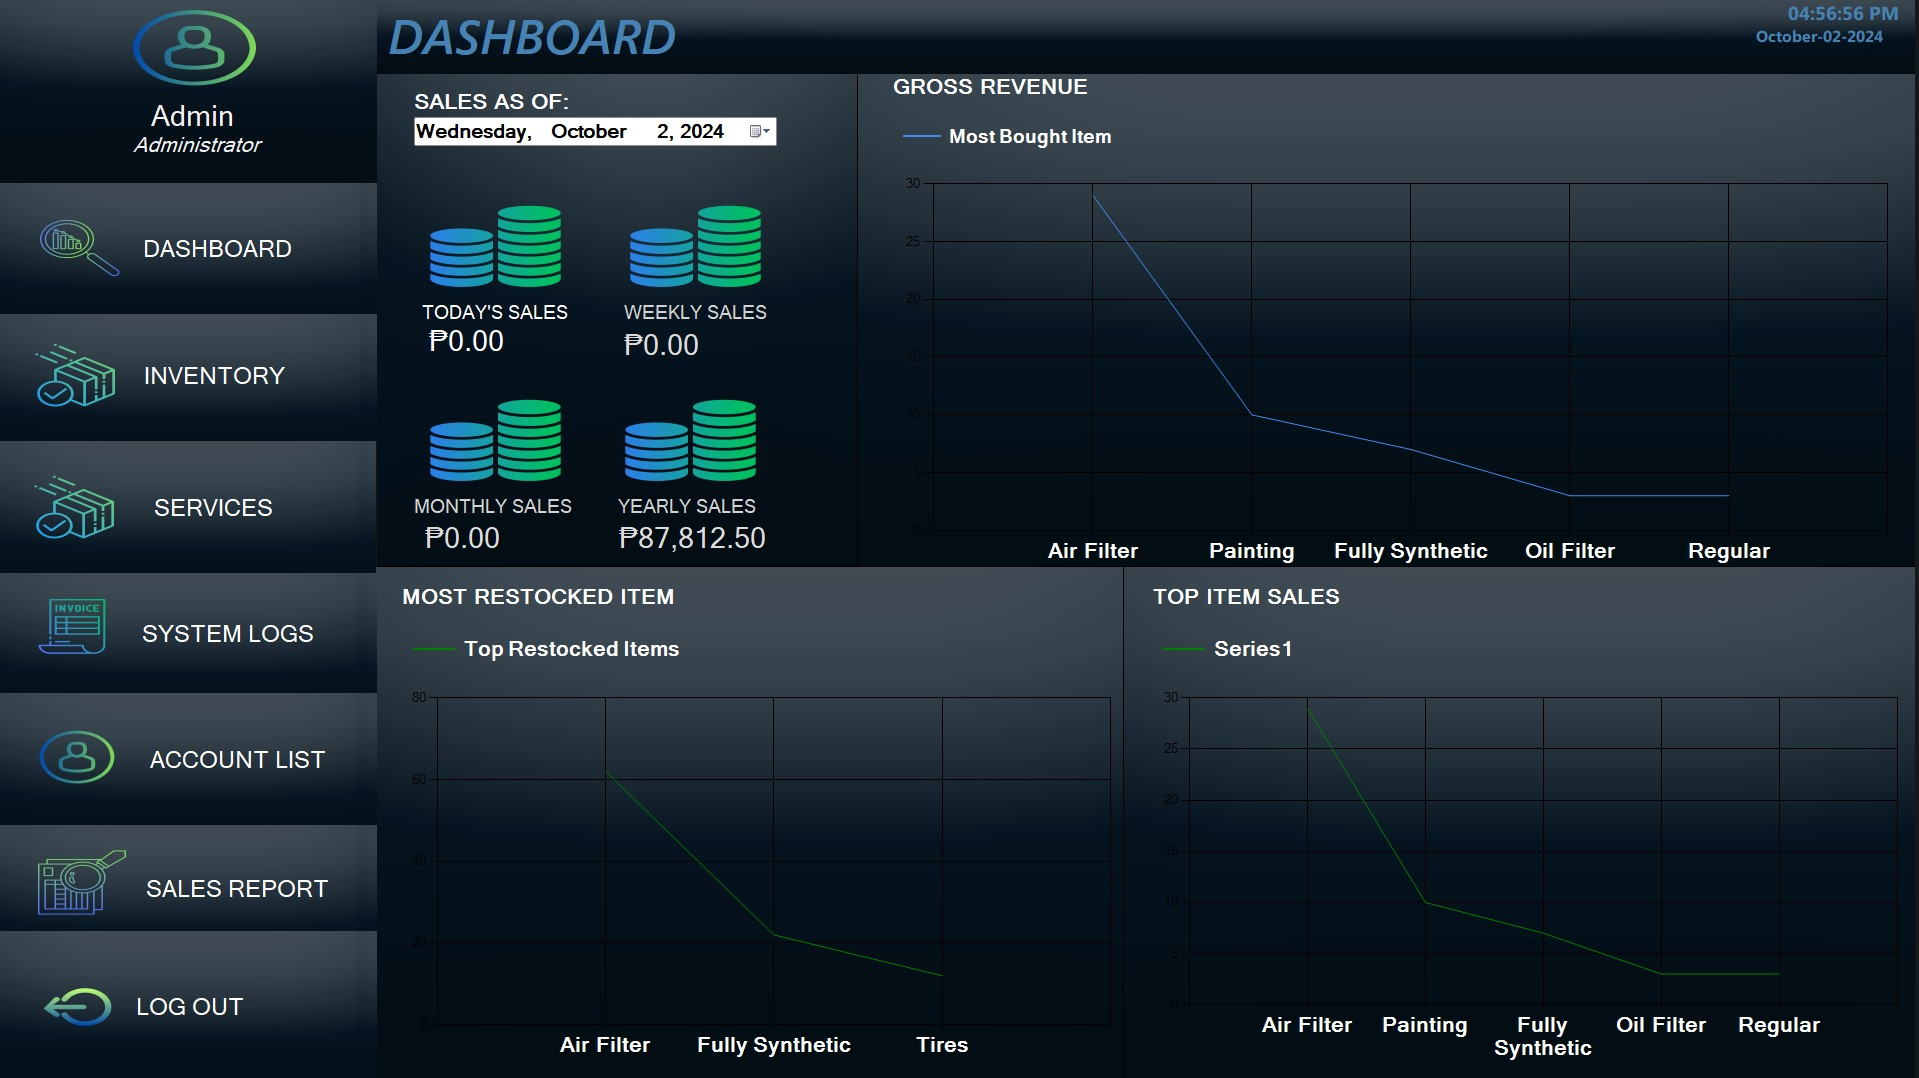 Admin
Administrator
DASHBOARD
INVENTORY
SERVICES
INVOICE
SYSTEM LOGS
ACCOUNT LIST
SALES REPORT
LOG OUT
DASHBOARD
04:56:56 PM
October-02-2024
SALES AS OF:
Wednesday, October 2, 2024
TODAY'S SALES
₱0.00
WEEKLY SALES
₱0.00
MONTHLY SALES
₱0.00
YEARLY SALES
₱87,812.50
GROSS REVENUE
Most Bought Item
30
25
20
15
10
5
0
Air Filter Painting Fully Synthetic Oil Filter Regular
MOST RESTOCKED ITEM
Top Restocked Items
80
60
40
20
0
Air Filter Fully Synthetic Tires
TOP ITEM SALES
Series1
30
25
20
15
10
5
0
Air Filter Painting Fully Synthetic Oil Filter Regular